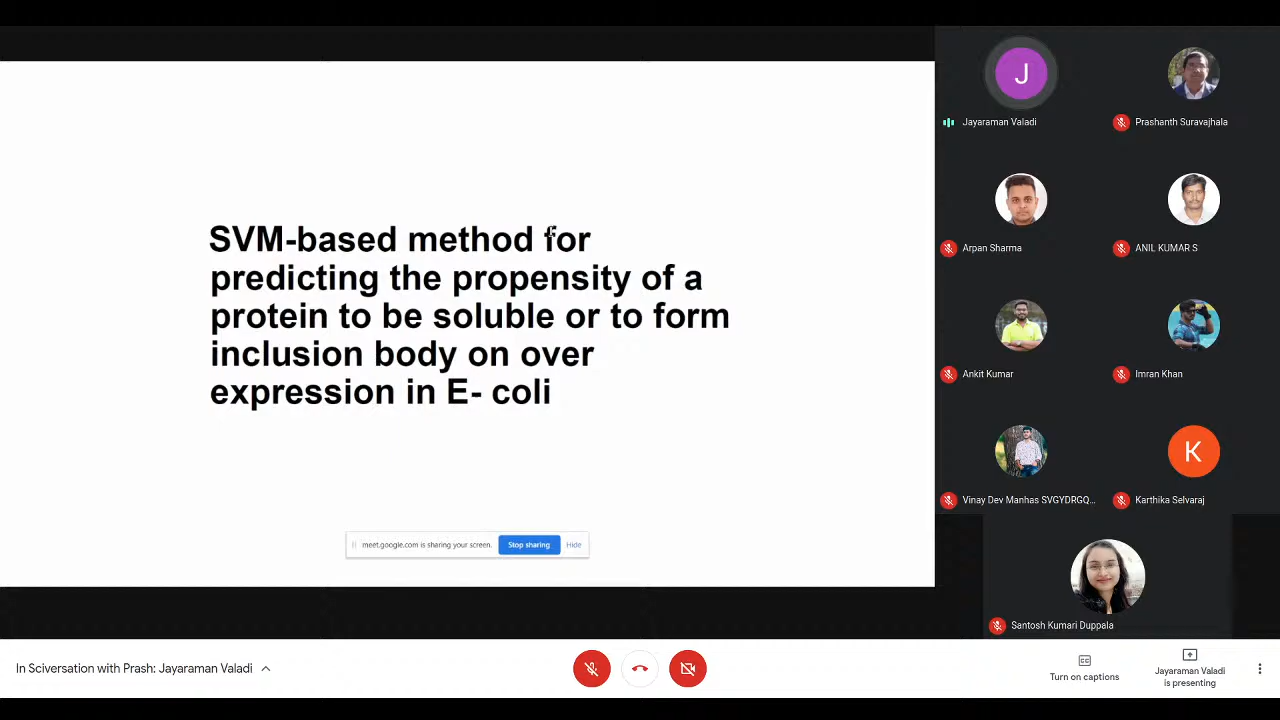 SVM-based method for
predicting the propensity of a
protein to be soluble or to form
inclusion body on over
expression in E- coli
meet.google.com is sharing your screen.
Stop sharing
Hide
J
Jayaraman Valadi
Prashanth Suravajhala
Arpan Sharma
ANIL KUMAR S
Ankit Kumar
Imran Khan
Vinay Dev Manhas SVGYDRGQ...
K
Karthika Selvaraj
Santosh Kumari Duppala
In Sciversation with Prash: Jayaraman Valadi
CC
Turn on captions
Jayaraman Valadi
is presenting